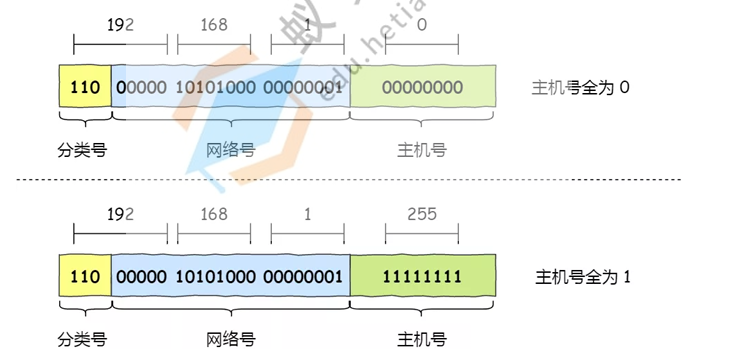 192 168 1 0
110 00000 10101000 00000001 00000000 主机号全为 0
分类号 网络号 主机号
192 168 1 255
110 00000 10101000 00000001 11111111 主机号全为 1
分类号 网络号 主机号